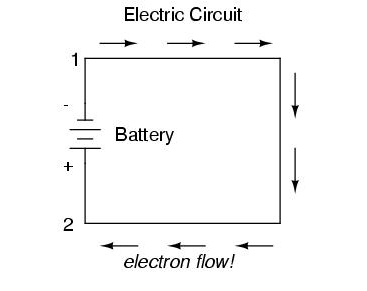 Electric Circuit
1
-
Battery
+
2
electron flow!